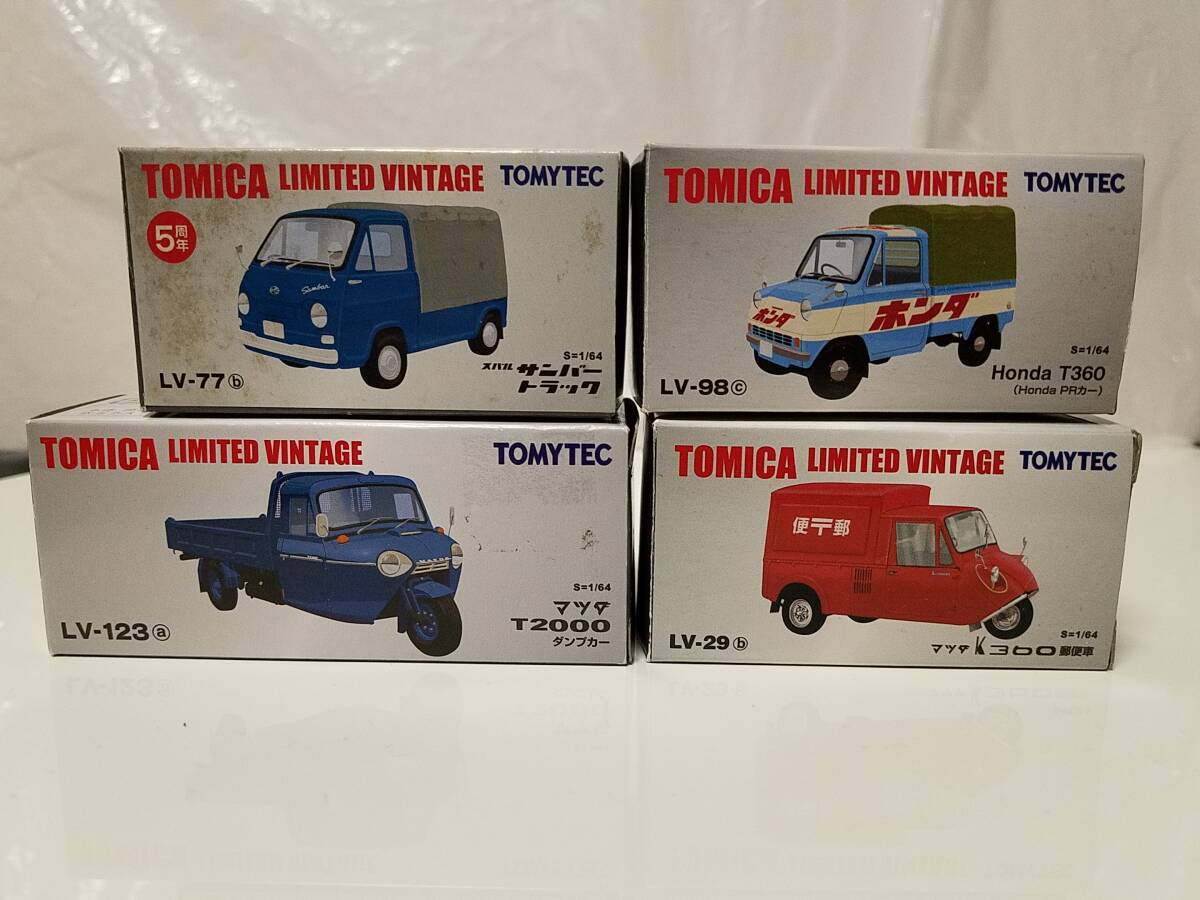 TOMICA LIMITED VINTAGE TOMYTEC
5周年
Sambar
S=1/64
スバル サンバー
トラック
LV-77ⓑ
TOMICA LIMITED VINTAGE TOMYTEC
ホンダ
ホンダ
S=1/64
Honda T360
(Honda PRカー)
LV-98ⓒ
TOMICA LIMITED VINTAGE TOMYTEC
MAZDA
S=1/64
マツダ
T2000
ダンプカー
LV-123ⓐ
TOMICA LIMITED VINTAGE TOMYTEC
便〒郵
S=1/64
マツダ K360 郵便車
LV-29ⓑ